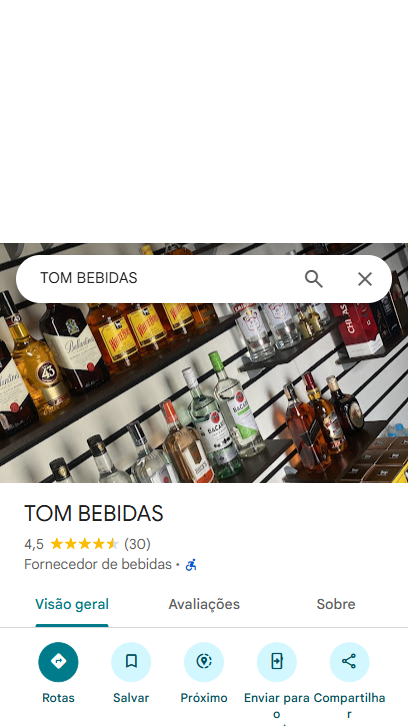 TOM BEBIDAS
43
Ballantine's
CHIVAS
BACARDI
TOM BEBIDAS
4,5 (30)
Fornecedor de bebidas ·
Visão geral Avaliações Sobre
Rotas Salvar Próximo Enviar para o Compartilhar